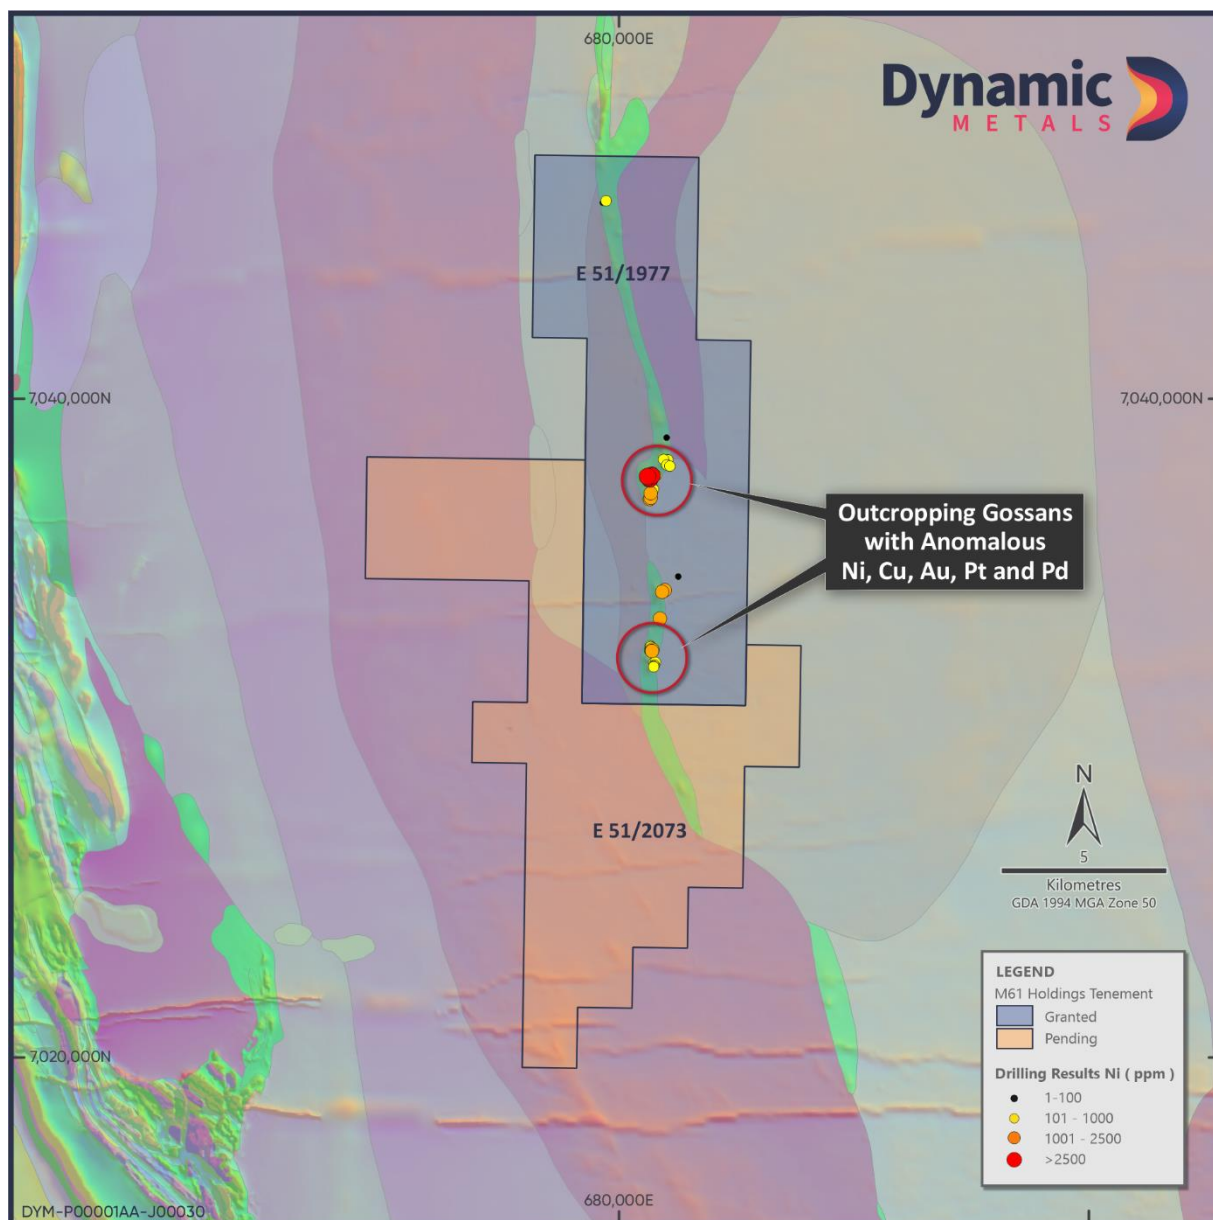 680,000E
Dynamic
METALS
E 51/1977
7,040,000N
7,040,000N
Outcropping Gossans
with Anomalous
Ni, Cu, Au, Pt and Pd
E 51/2073
N
5
Kilometres
GDA 1994 MGA Zone 50
LEGEND
M61 Holdings Tenement
Granted
Pending
Drilling Results Ni ( ppm )
1-100
101 - 1000
1001 - 2500
>2500
7,020,000N
680,000E
DYM-P00001AA-J00030